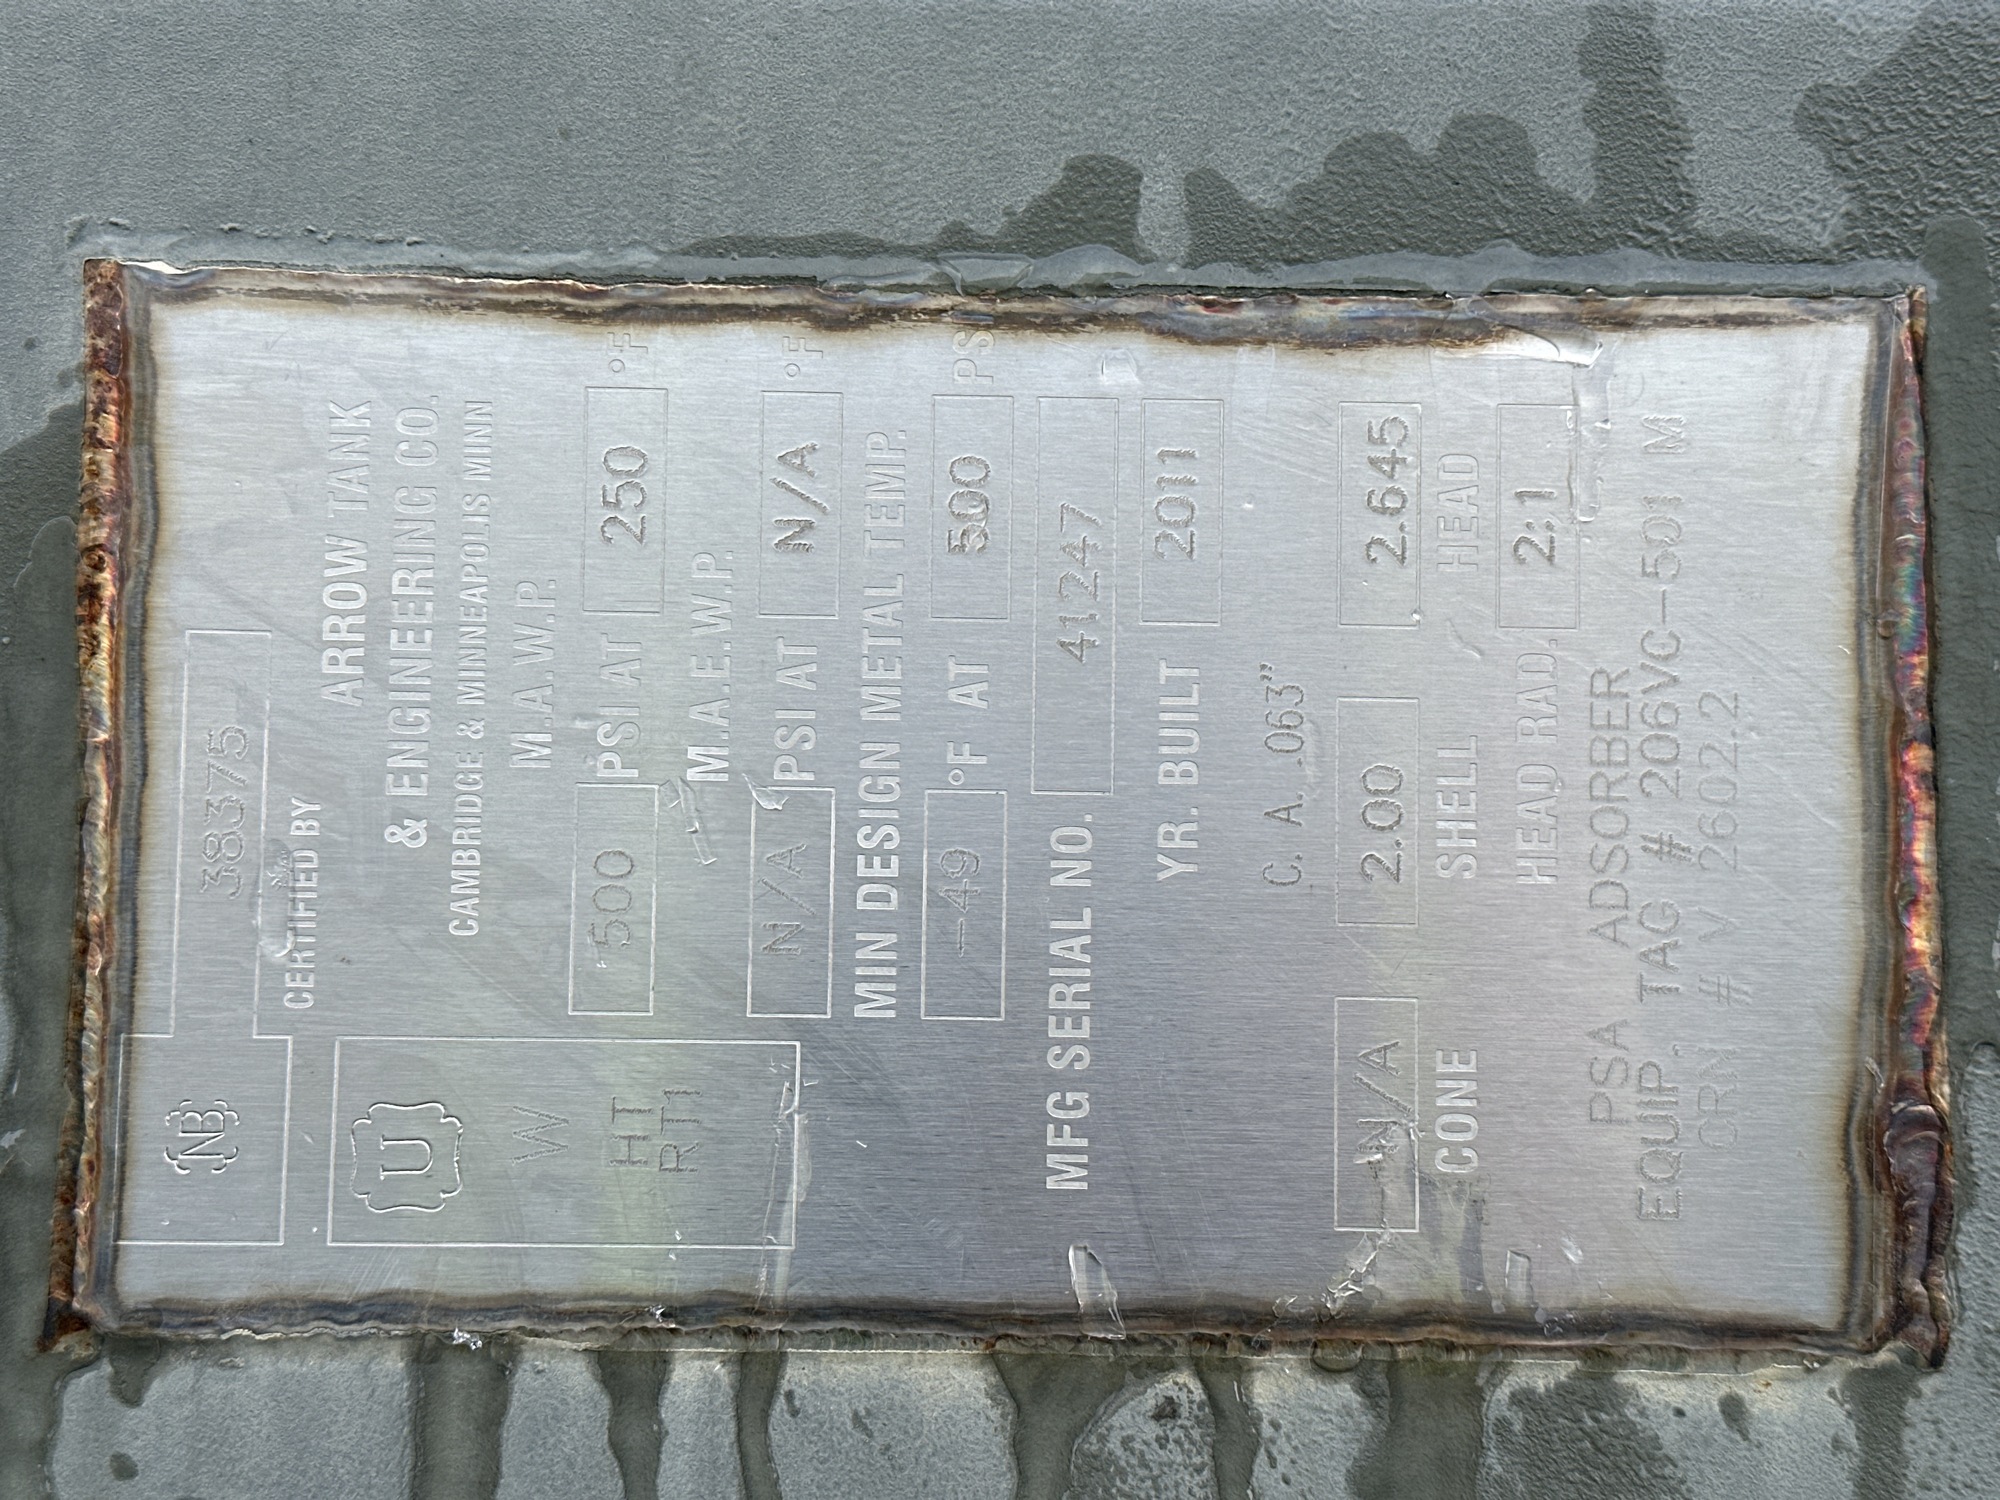 NB 38375
CERTIFIED BY
ARROW TANK
& ENGINEERING CO.
CAMBRIDGE & MINNEAPOLIS MINN
U
W
HT
RT1
M.A.W.P.
500 PSI AT 250 °F
M.A.E.W.P.
N/A PSI AT N/A °F
MIN DESIGN METAL TEMP.
-49 °F AT 500 PSI
MFG SERIAL NO. 41247
YR. BUILT 2011
C. A. .063"
N/A 2.00 2.645
CONE SHELL HEAD
HEAD RAD. 2:1
PSA ADSORBER
EQUIP. TAG # 206VC-501 M
CRN # V 2602.2